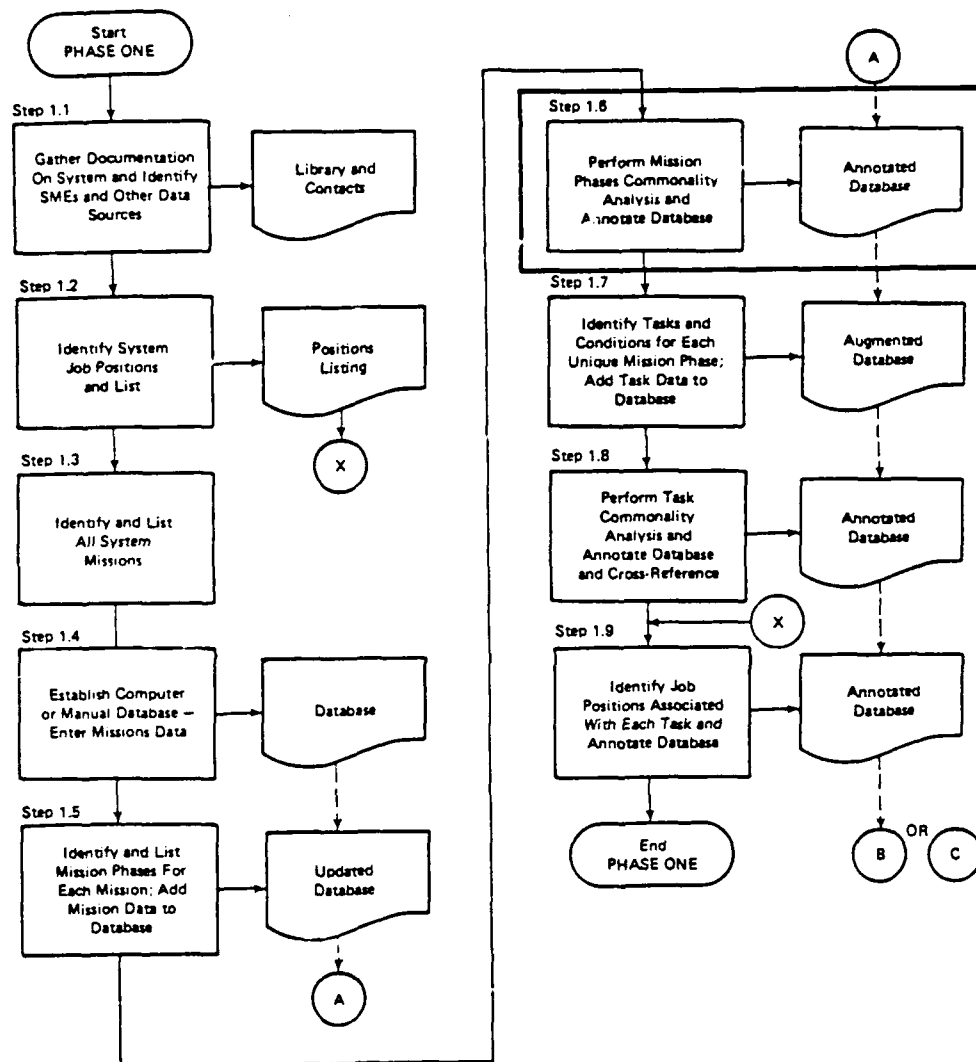 Start
PHASE ONE
Step 1.1
Gather Documentation
On System and Identify
SMEs and Other Data
Sources
Library and
Contacts
Step 1.2
Identify System
Job Positions
and List
Positions
Listing
X
Step 1.3
Identify and List
All System
Missions
Step 1.4
Establish Computer
or Manual Database —
Enter Missions Data
Database
Step 1.5
Identify and List
Mission Phases For
Each Mission; Add
Mission Data to
Database
Updated
Database
A
A
Step 1.6
Perform Mission
Phases Commonality
Analysis and
Annotate Database
Annotated
Database
Step 1.7
Identify Tasks and
Conditions for Each
Unique Mission Phase;
Add Task Data to
Database
Augmented
Database
Step 1.8
Perform Task
Commonality
Analysis and
Annotate Database
and Cross-Reference
Annotated
Database
X
Step 1.9
Identify Job
Positions Associated
With Each Task and
Annotate Database
Annotated
Database
End
PHASE ONE
B
OR
C